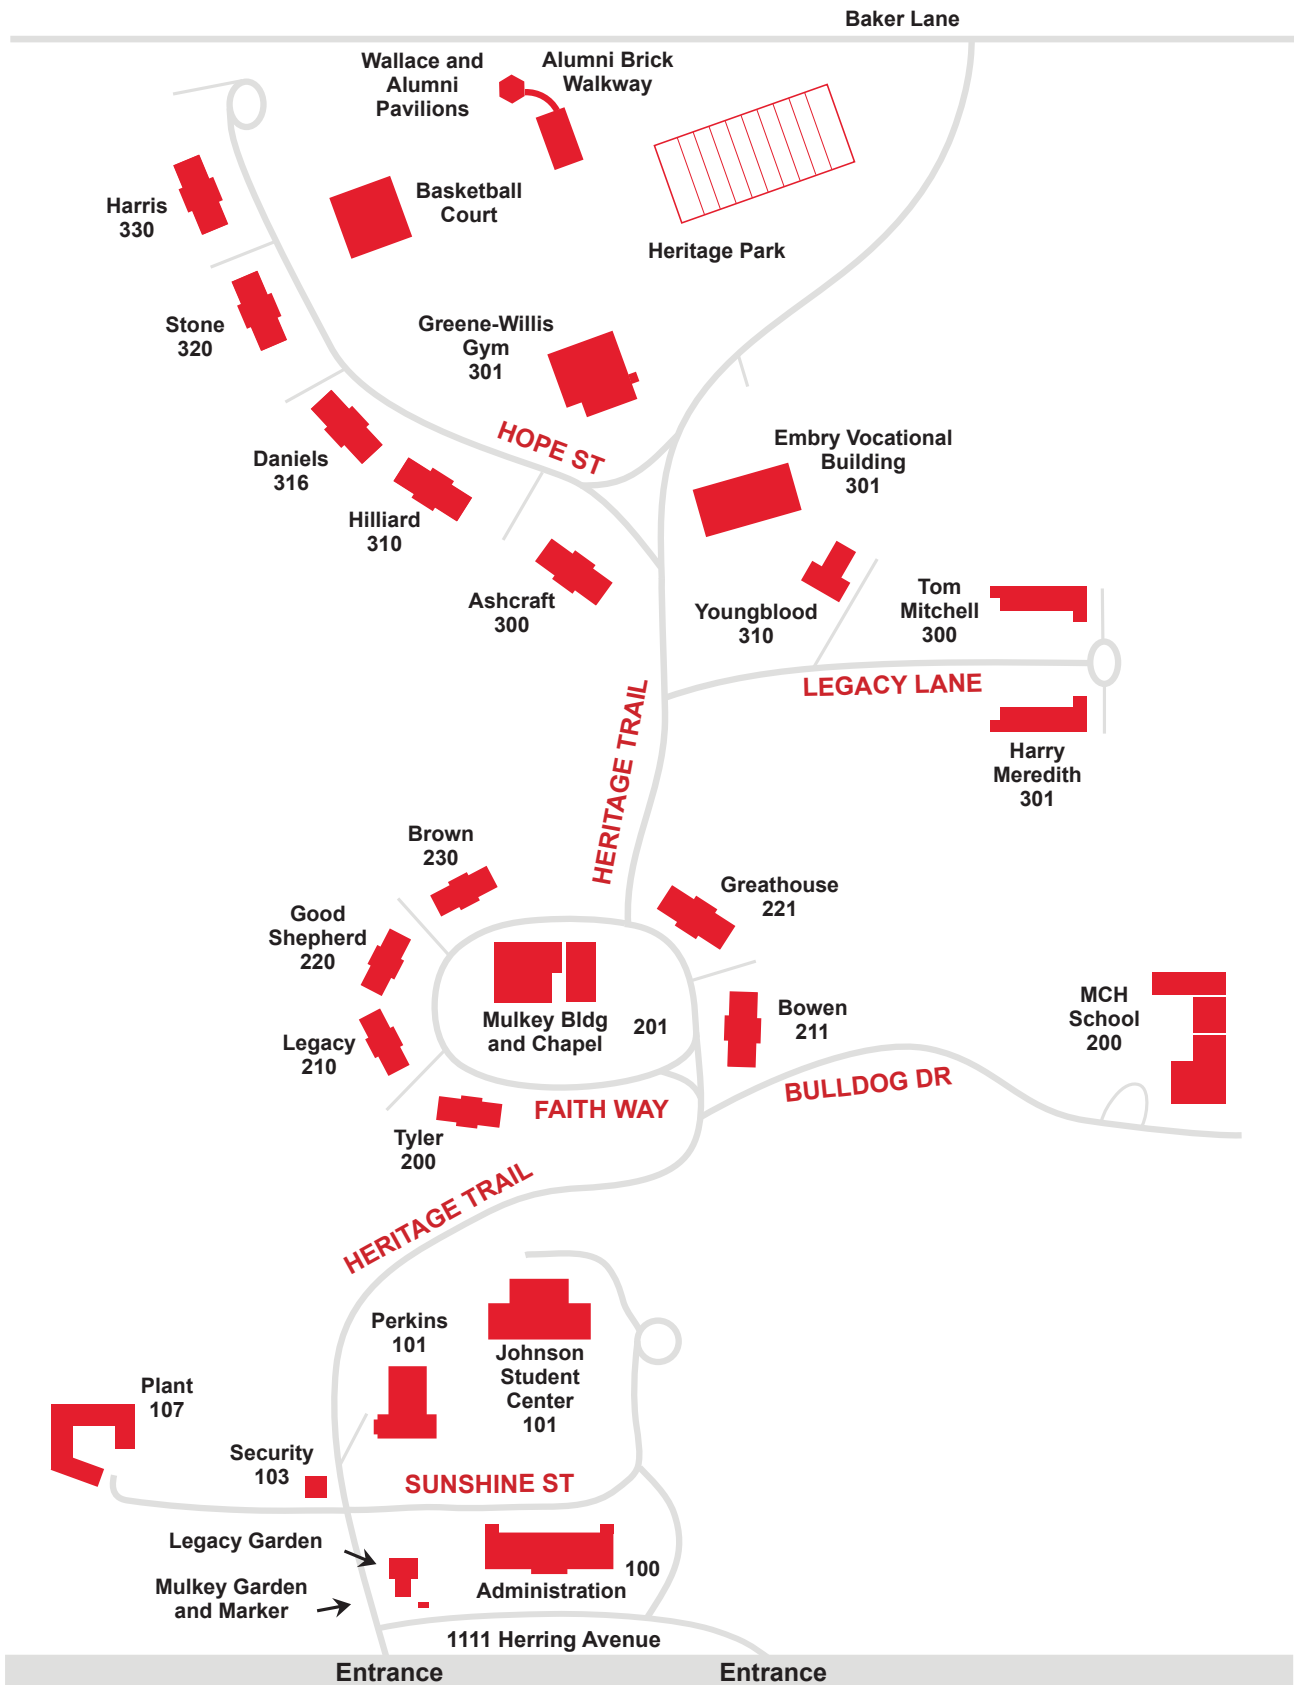 Baker Lane
Wallace and
Alumni
Pavilions
Alumni Brick
Walkway
Harris
330
Basketball
Court
Heritage Park
Stone
320
Greene-Willis
Gym
301
HOPE ST
Daniels
316
Embry Vocational
Building
301
Hilliard
310
Ashcraft
300
Youngblood
310
Tom
Mitchell
300
LEGACY LANE
HERITAGE TRAIL
Harry
Meredith
301
Brown
230
Greathouse
221
Good
Shepherd
220
MCH
School
200
Mulkey Bldg
and Chapel
201
Bowen
211
Legacy
210
BULLDOG DR
FAITH WAY
Tyler
200
HERITAGE TRAIL
Perkins
101
Johnson
Student
Center
101
Plant
107
Security
103
SUNSHINE ST
Legacy Garden
100
Administration
Mulkey Garden
and Marker
1111 Herring Avenue
Entrance
Entrance